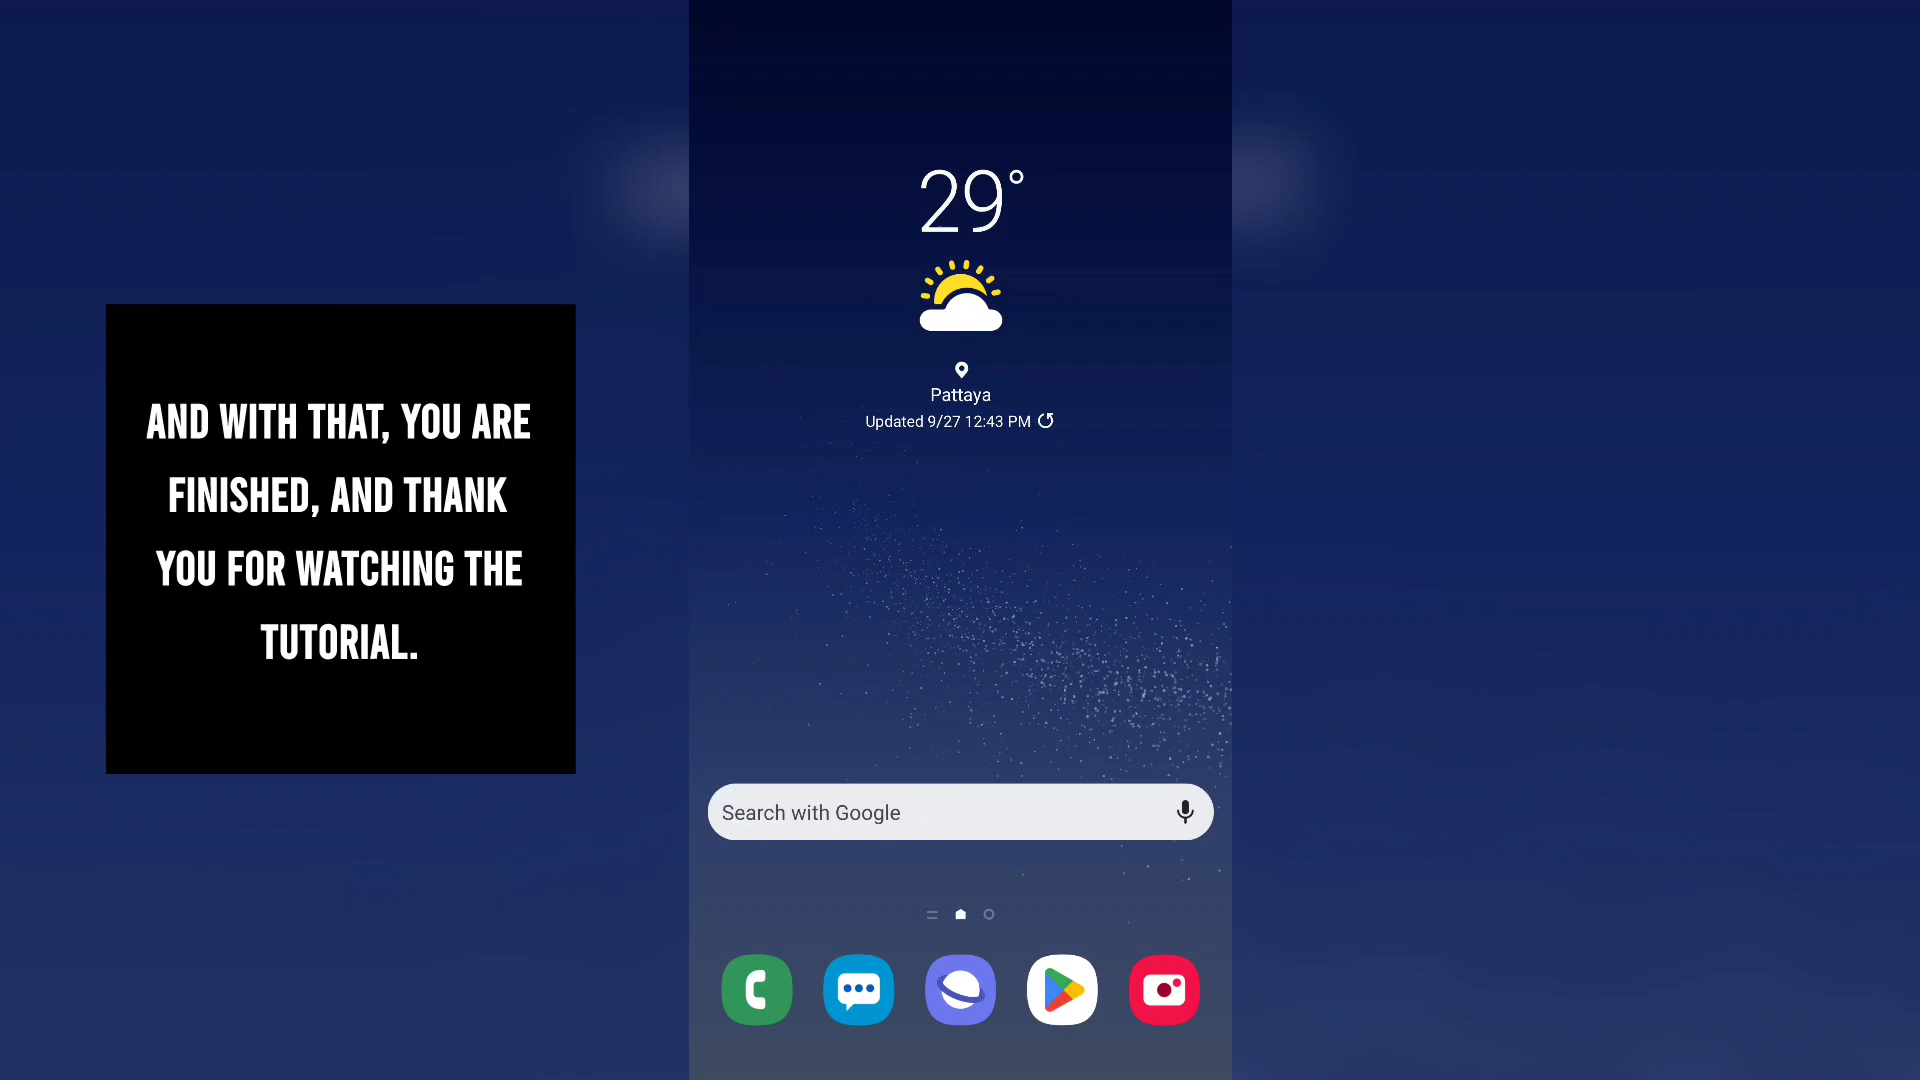 AND WITH THAT, YOU ARE
FINISHED, AND THANK
YOU FOR WATCHING THE
TUTORIAL.
29°
Pattaya
Updated 9/27 12:43 PM
Search with Google